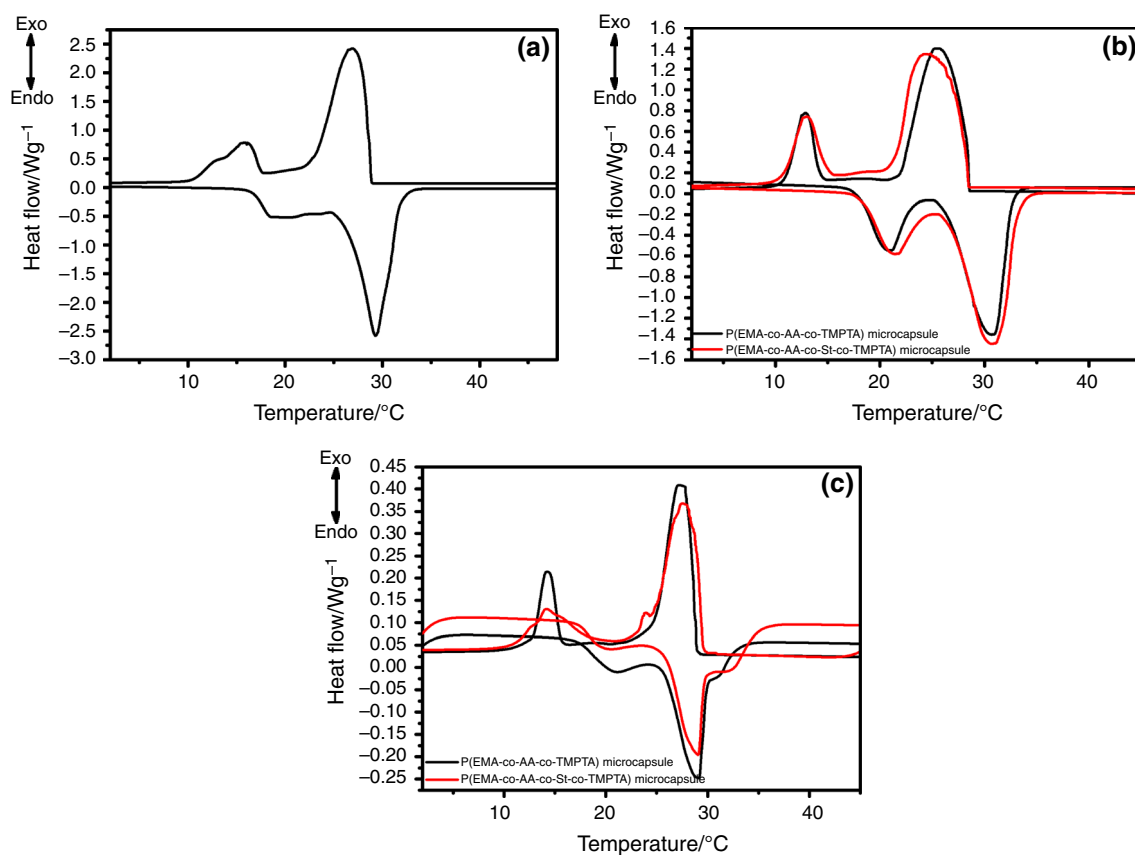 Exo
Endo
Heat flow/Wg−1
2.5
2.0
1.5
1.0
0.5
0.0
−0.5
−1.0
−1.5
−2.0
−2.5
−3.0
10 20 30 40
Temperature/°C
(a)
Exo
Endo
Heat flow/Wg−1
1.6
1.4
1.2
1.0
0.8
0.6
0.4
0.2
0.0
−0.2
−0.4
−0.6
−0.8
−1.0
−1.2
−1.4
−1.6
(b)
P(EMA-co-AA-co-TMPTA) microcapsule
P(EMA-co-AA-co-St-co-TMPTA) microcapsule
10 20 30 40
Temperature/°C
Exo
Endo
Heat flow/Wg−1
0.45
0.40
0.35
0.30
0.25
0.20
0.15
0.10
0.05
0.00
−0.05
−0.10
−0.15
−0.20
−0.25
(c)
P(EMA-co-AA-co-TMPTA) microcapsule
P(EMA-co-AA-co-St-co-TMPTA) microcapsule
10 20 30 40
Temperature/°C